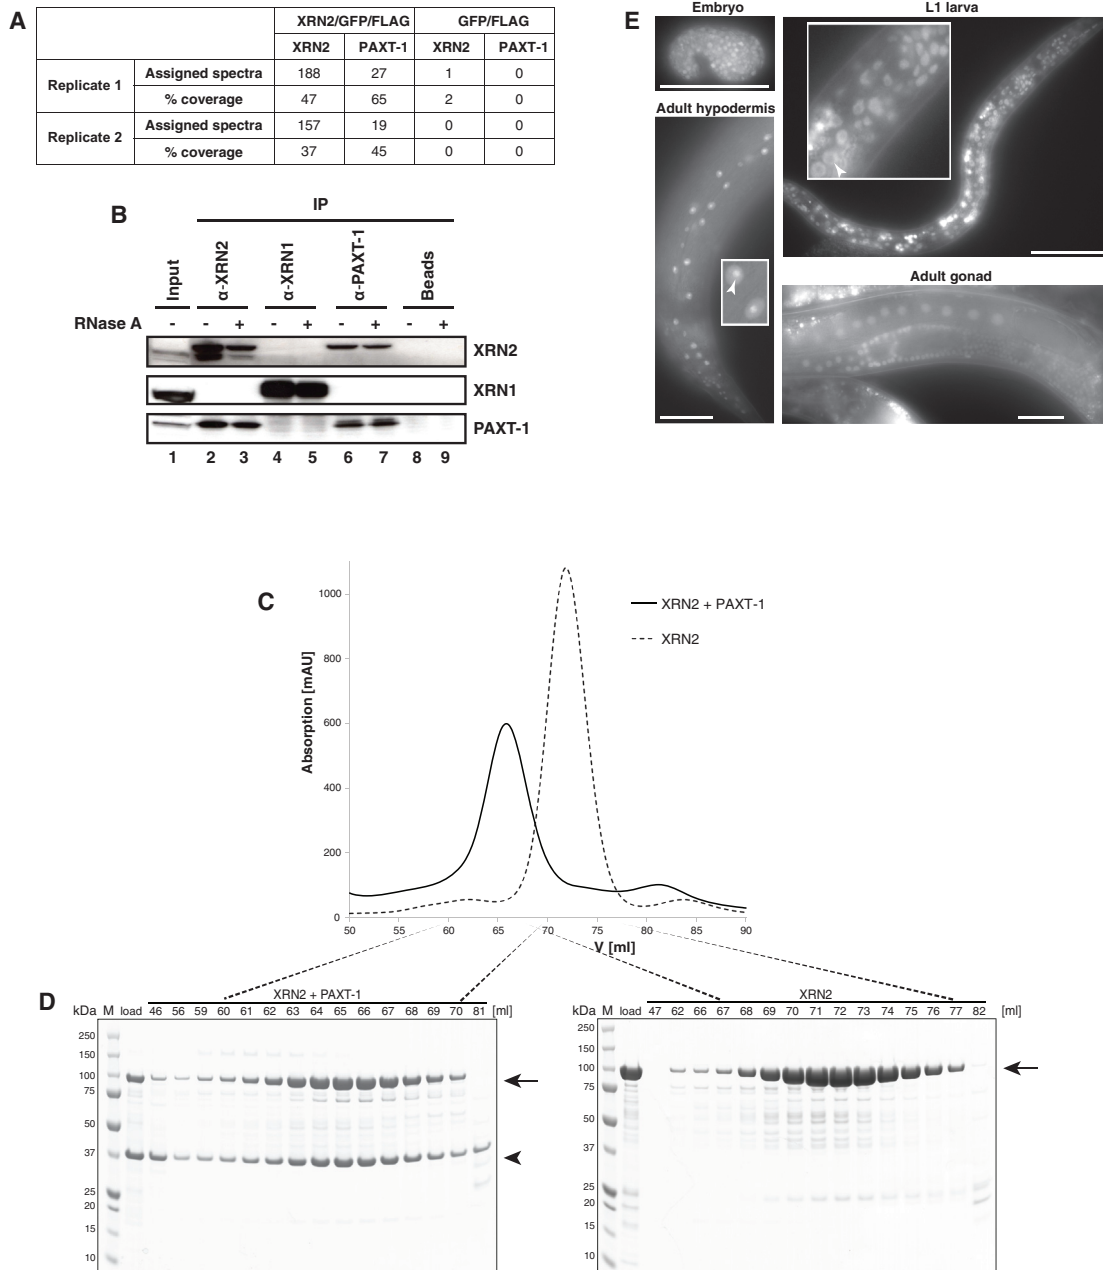 A
XRN2/GFP/FLAG GFP/FLAG
XRN2 PAXT-1 XRN2 PAXT-1
Replicate 1 Assigned spectra 188 27 1 0
% coverage 47 65 2 0
Replicate 2 Assigned spectra 157 19 0 0
% coverage 37 45 0 0
B
IP
Input α-XRN2 α-XRN1 α-PAXT-1 Beads
RNase A - - + - + - + - +
XRN2
XRN1
PAXT-1
1 2 3 4 5 6 7 8 9
E
Embryo
L1 larva
Adult hypodermis
Adult gonad
C
XRN2 + PAXT-1
XRN2
Absorption [mAU]
1000
800
600
400
200
0
50 55 60 65 70 75 80 85 90
V [ml]
D
XRN2 + PAXT-1
kDa M load 46 56 59 60 61 62 63 64 65 66 67 68 69 70 81 [ml]
250
150
100
75
50
37
25
20
15
10
XRN2
kDa M load 47 62 66 67 68 69 70 71 72 73 74 75 76 77 82 [ml]
250
150
100
75
50
37
25
20
15
10